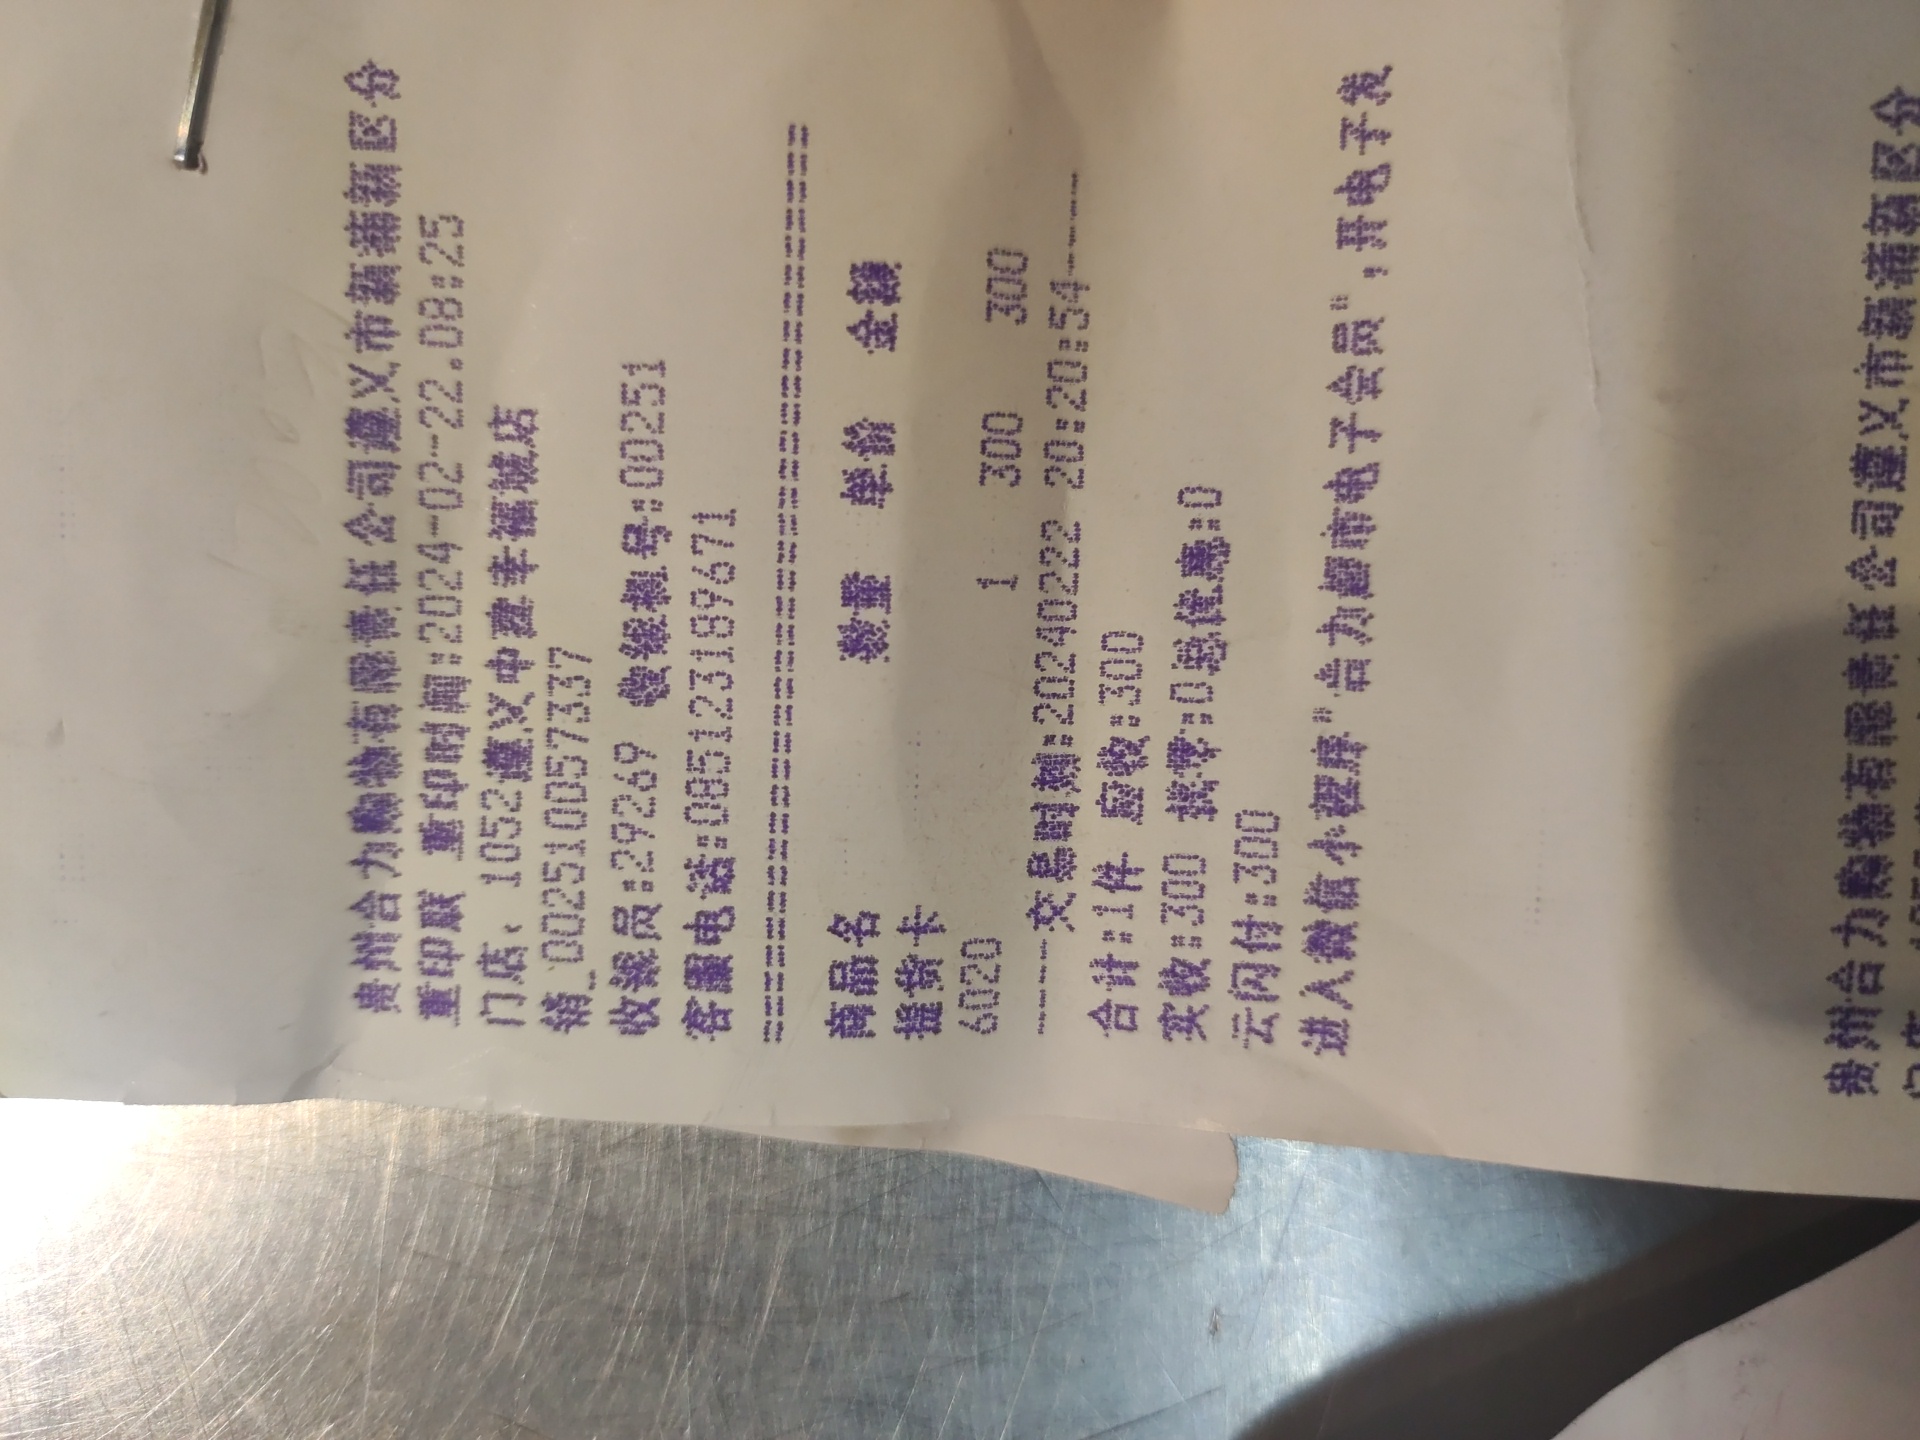 贵州合力购物有限责任公司遵义市新蒲新区分
重印联 重印时间:2024-02-22.08:25
门店: 1052遵义中建幸福城店
销_002510057337
收银员:29269 收银机号:00251
客服电话:085123189671
================================
商品名 数量 单价 金额
提货卡
6020 1 300 300
-----交易时刻:20240222 20:20:54-----
合计:1件 应收:300
实收:300 找零:0总优惠:0
云闪付:300
进入微信小程序"合力超市电子会员",开电子发
贵州合力购物有限责任公司遵义市新蒲新区分